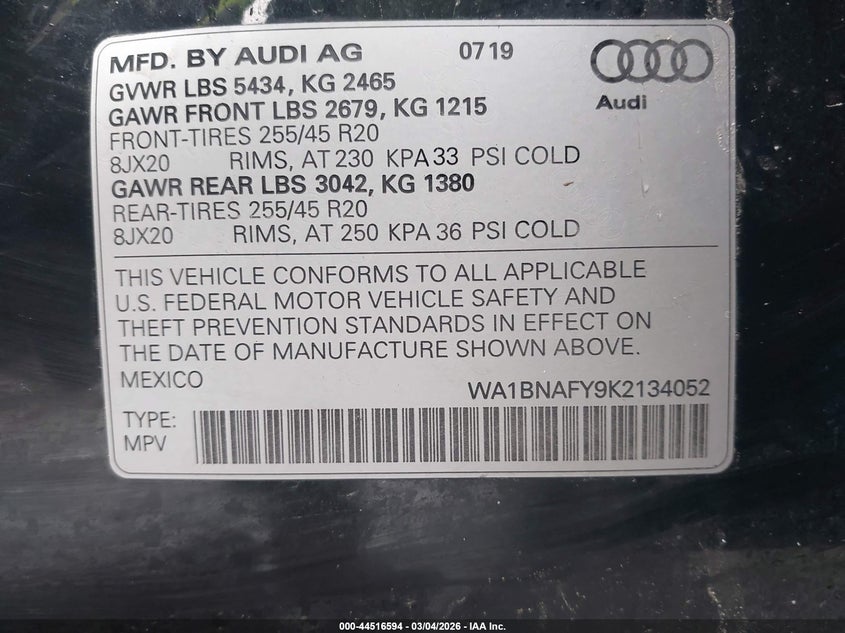 MFD. BY AUDI AG 0719
Audi
GVWR LBS 5434, KG 2465
GAWR FRONT LBS 2679, KG 1215
FRONT-TIRES 255/45 R20
8JX20 RIMS, AT 230 KPA 33 PSI COLD
GAWR REAR LBS 3042, KG 1380
REAR-TIRES 255/45 R20
8JX20 RIMS, AT 250 KPA 36 PSI COLD
THIS VEHICLE CONFORMS TO ALL APPLICABLE
U.S. FEDERAL MOTOR VEHICLE SAFETY AND
THEFT PREVENTION STANDARDS IN EFFECT ON
THE DATE OF MANUFACTURE SHOWN ABOVE.
MEXICO
WA1BNAFY9K2134052
TYPE:
MPV
000-44516594 - 03/04/2026 - IAA Inc.